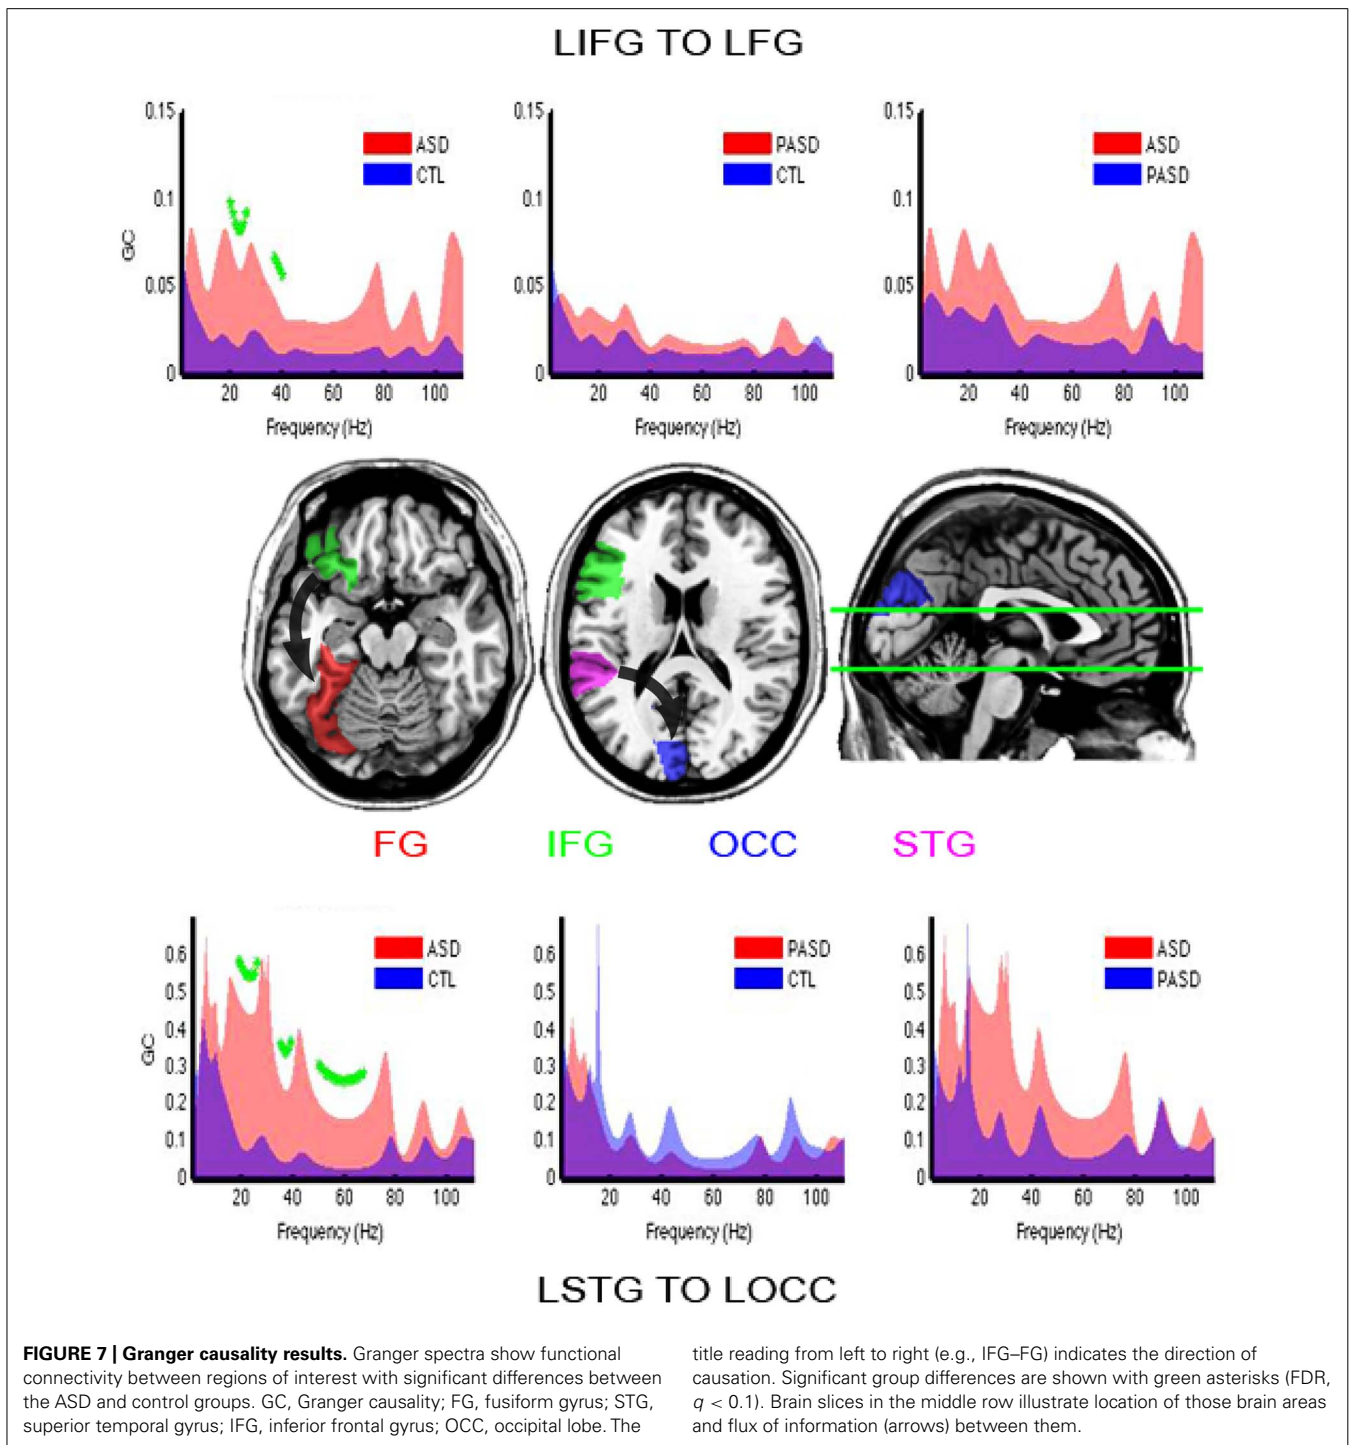 LIFG TO LFG
0.15
0.1
0.05
0
GC
20 40 60 80 100
Frequency (Hz)
ASD
CTL
0.15
0.1
0.05
0
20 40 60 80 100
Frequency (Hz)
PASD
CTL
0.15
0.1
0.05
0
20 40 60 80 100
Frequency (Hz)
ASD
PASD
FG IFG OCC STG
0.6
0.5
0.4
0.3
0.2
0.1
0
GC
20 40 60 80 100
Frequency (Hz)
ASD
CTL
0.6
0.5
0.4
0.3
0.2
0.1
0
20 40 60 80 100
Frequency (Hz)
PASD
CTL
0.6
0.5
0.4
0.3
0.2
0.1
0
20 40 60 80 100
Frequency (Hz)
ASD
PASD
LSTG TO LOCC
FIGURE 7 | Granger causality results. Granger spectra show functional
connectivity between regions of interest with significant differences between
the ASD and control groups. GC, Granger causality; FG, fusiform gyrus; STG,
superior temporal gyrus; IFG, inferior frontal gyrus; OCC, occipital lobe. The
title reading from left to right (e.g., IFG–FG) indicates the direction of
causation. Significant group differences are shown with green asterisks (FDR,
q < 0.1). Brain slices in the middle row illustrate location of those brain areas
and flux of information (arrows) between them.